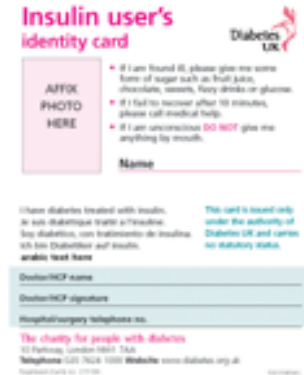 Insulin user's
identity card
Diabetes
UK
AFFIX
PHOTO
HERE
• If I am found ill, please give me some
form of sugar such as fruit juice,
chocolate, sweets, fizzy drinks or glucose.
• If I fail to recover after 10 minutes,
please call medical help.
• If I am unconscious DO NOT give me
anything by mouth.
Name
I have diabetes treated with insulin.
Je suis diabétique traité a l'insuline.
Soy diabético, con tratimiento de insulina.
Ich bin Diabetiker auf insulin.
arabic text here
This card is issued only
under the authority of
Diabetes UK and carries
no statutory status.
Doctor/HCP name
Doctor/HCP signature
Hospital/surgery telephone no.
The charity for people with diabetes
10 Parkway, London NW1 7AA
Telephone 020 7424 1000 Website www.diabetes.org.uk